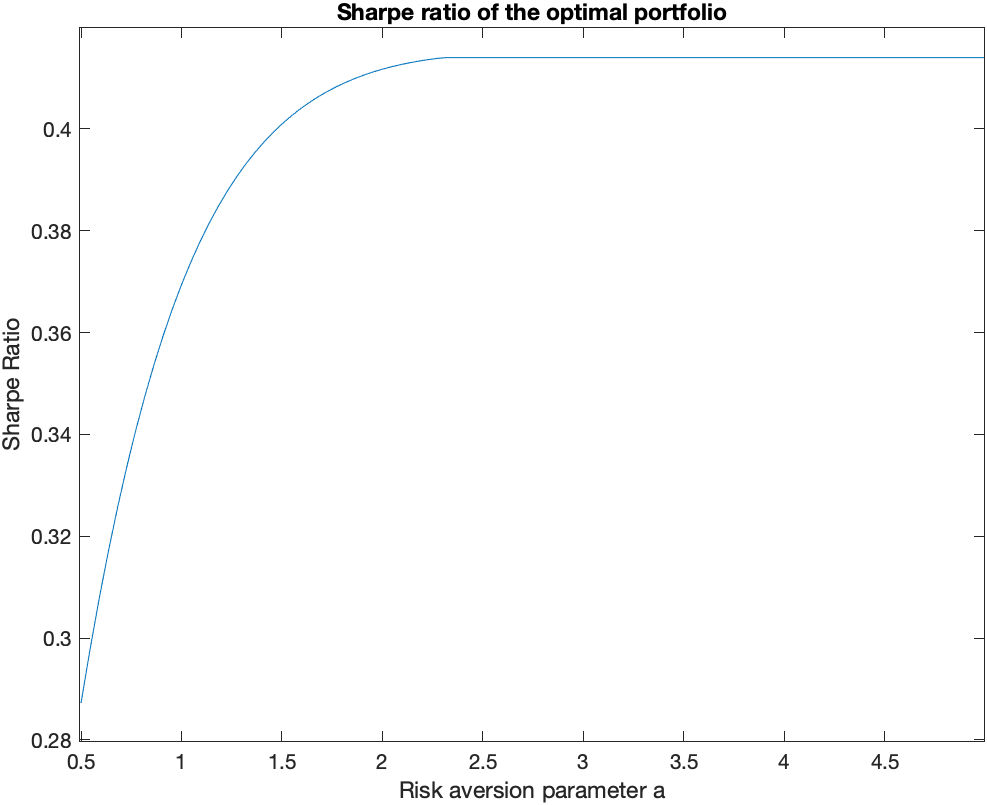 Sharpe ratio of the optimal portfolio
Sharpe Ratio
0.4
0.38
0.36
0.34
0.32
0.3
0.28
0.5 1 1.5 2 2.5 3 3.5 4 4.5
Risk aversion parameter a